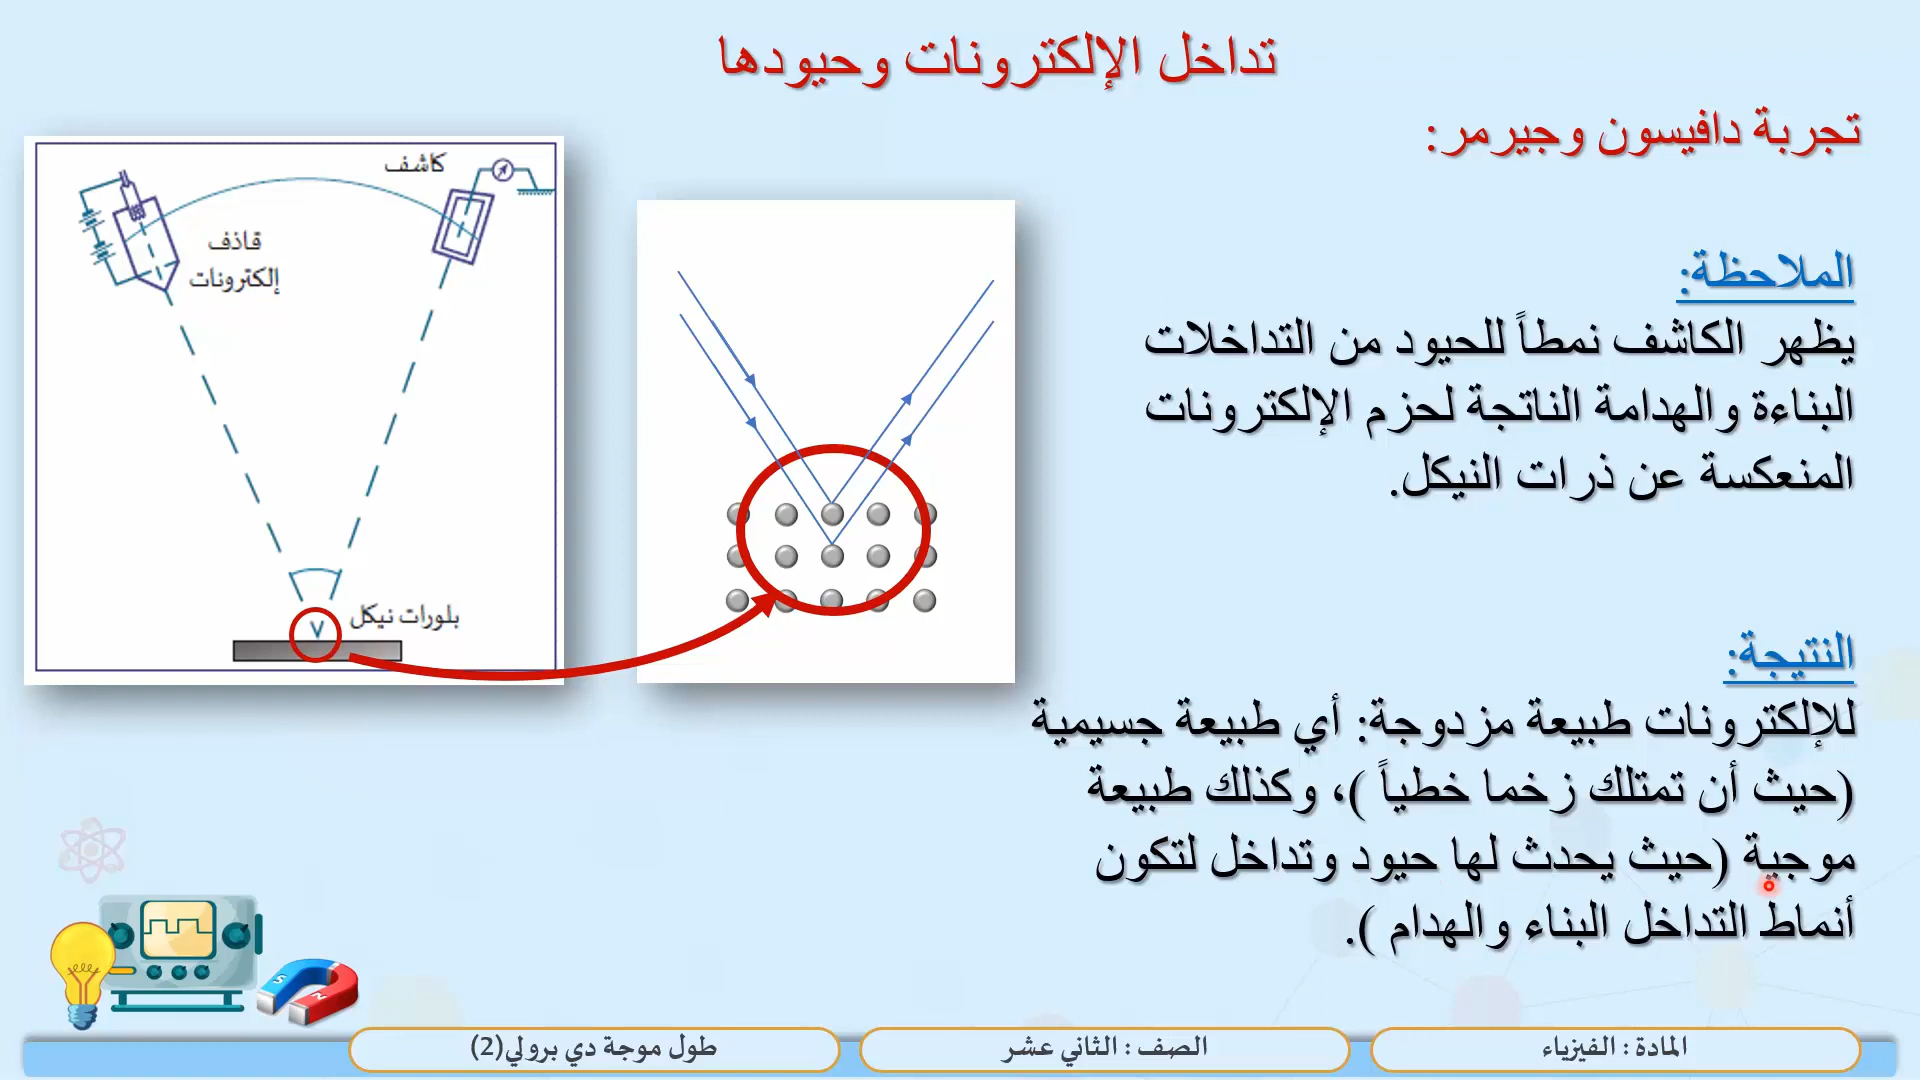 تداخل الإلكترونات وحيودها
تجربة دافيسون وجيرمر:
كاشف
قاذف
إلكترونات
بلورات نيكل
الملاحظة:
يظهر الكاشف نمطاً للحيود من التداخلات
البناءة والهدامة الناتجة لحزم الإلكترونات
المنعكسة عن ذرات النيكل.
النتيجة:
للإلكترونات طبيعة مزدوجة: أي طبيعة جسيمية
(حيث أن تمتلك زخما خطياً )، وكذلك طبيعة
موجية (حيث يحدث لها حيود وتداخل لتكون
أنماط التداخل البناء والهدام ).
S
N
المادة : الفيزياء
الصف : الثاني عشر
طول موجة دي برولي(2)